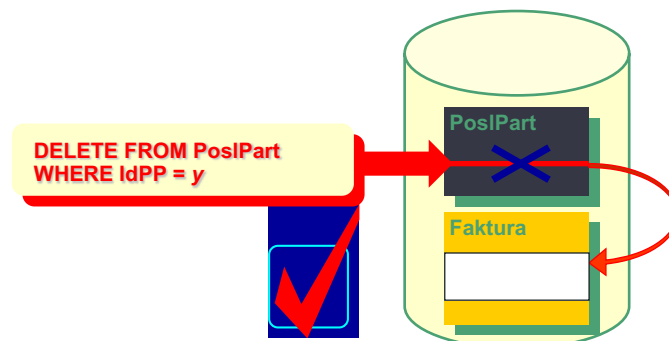 PoslPart
DELETE FROM PoslPart
WHERE IdPP = y
Faktura